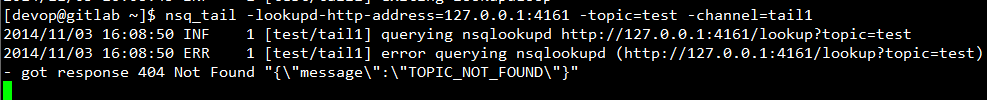 [devop@gitlab ~]$ nsq_tail -lookupd-http-address=127.0.0.1:4161 -topic=test -channel=tail1
2014/11/03 16:08:50 INF    1 [test/tail1] querying nsqlookupd http://127.0.0.1:4161/lookup?topic=test
2014/11/03 16:08:50 ERR    1 [test/tail1] error querying nsqlookupd (http://127.0.0.1:4161/lookup?topic=test)
- got response 404 Not Found "{\"message\":\"TOPIC_NOT_FOUND\"}"